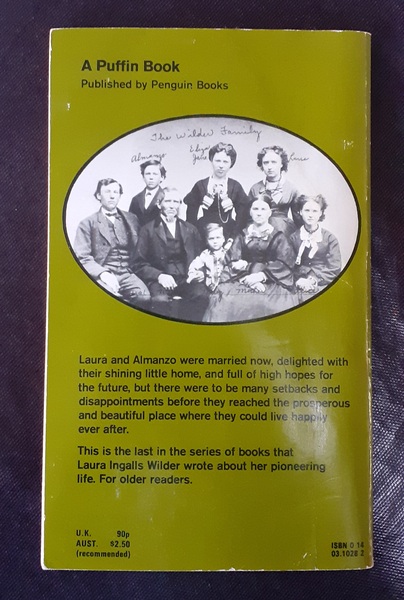 A Puffin Book
Published by Penguin Books
The Wilder Family
Almanzo
Eliza
Jane
Laura
Laura and Almanzo were married now, delighted with
their shining little home, and full of high hopes for
the future, but there were to be many setbacks and
disappointments before they reached the prosperous
and beautiful place where they could live happily
ever after.
This is the last in the series of books that
Laura Ingalls Wilder wrote about her pioneering
life. For older readers.
U.K. 90p
AUST. $2.50
(recommended)
ISBN 0 14
03.1028 2